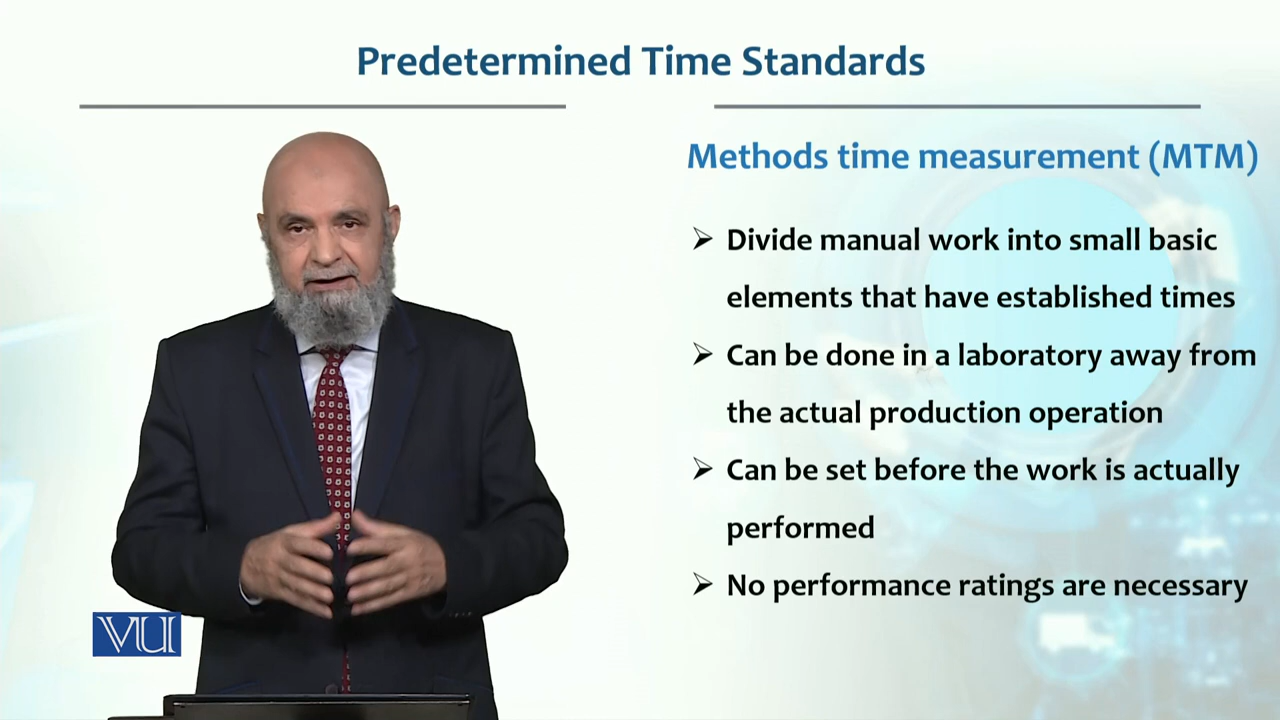 Predetermined Time Standards
Methods time measurement (MTM)
➢ Divide manual work into small basic
elements that have established times
➢ Can be done in a laboratory away from
the actual production operation
➢ Can be set before the work is actually
performed
➢ No performance ratings are necessary
VU